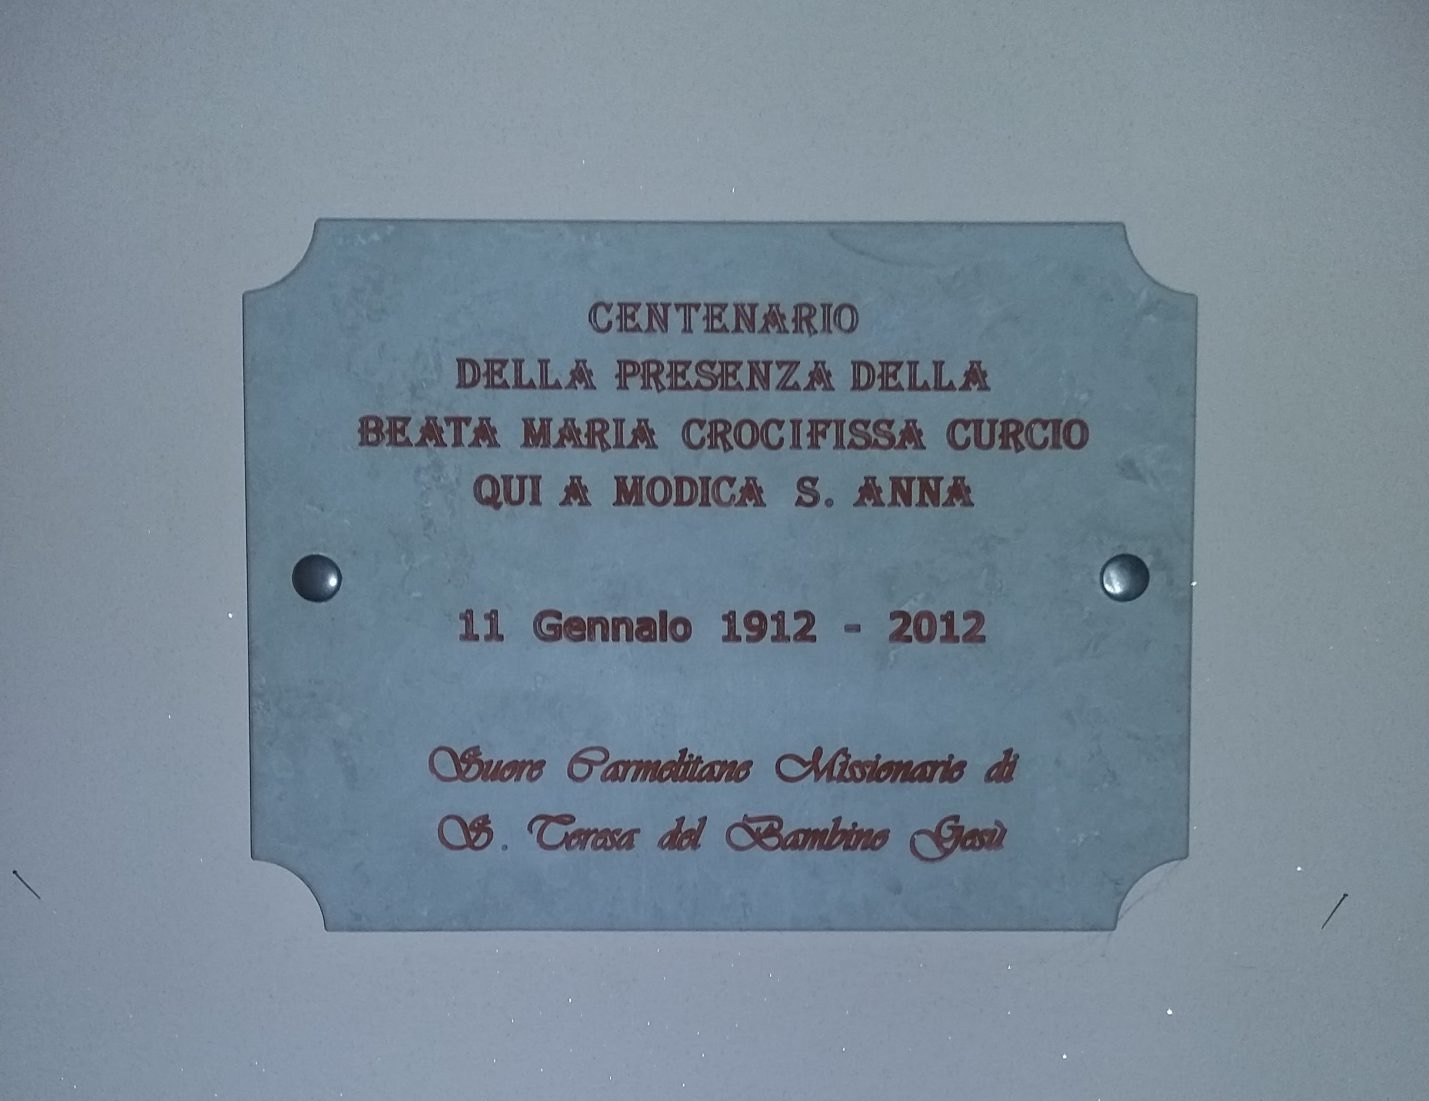 CENTENARIO
DELLA PRESENZA DELLA
BEATA MARIA CROCIFISSA CURCIO
QUI A MODICA S. ANNA
11 Gennaio 1912 - 2012
Suore Carmelitane Missionarie di
S. Teresa del Bambino Gesù